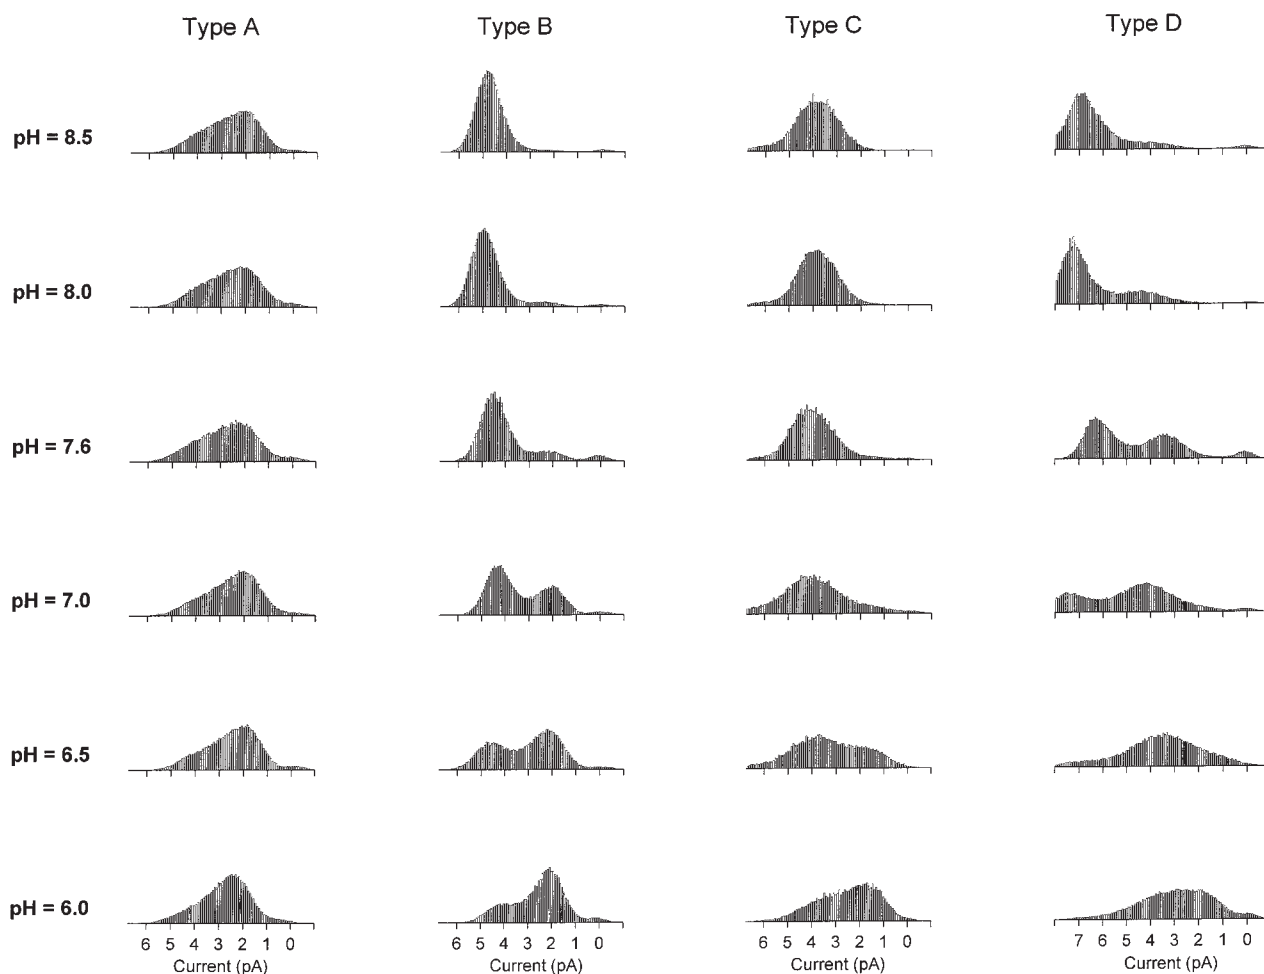 Type A Type B Type C Type D
pH = 8.5
pH = 8.0
pH = 7.6
pH = 7.0
pH = 6.5
pH = 6.0
6 5 4 3 2 1 0 6 5 4 3 2 1 0 6 5 4 3 2 1 0 7 6 5 4 3 2 1 0
Current (pA) Current (pA) Current (pA) Current (pA)